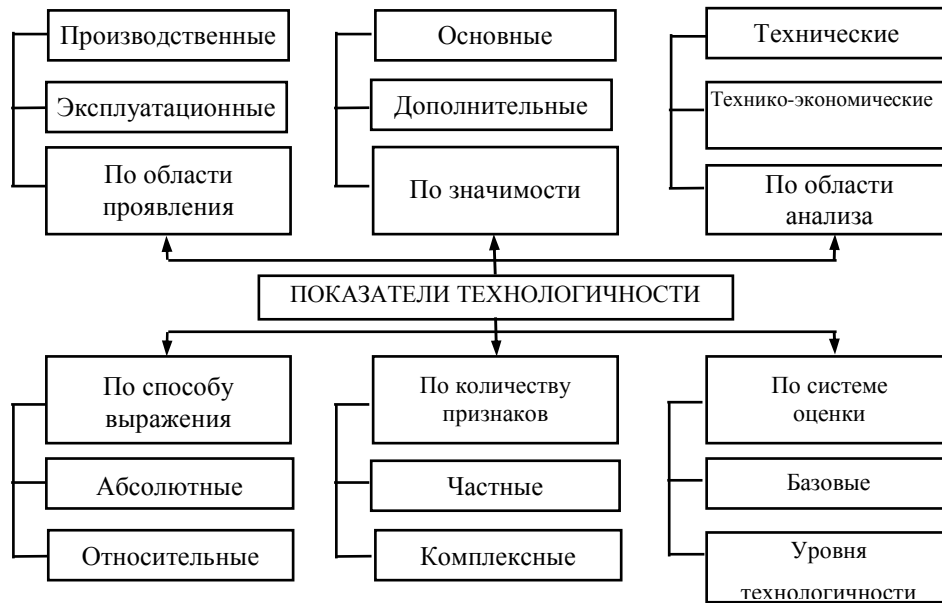 Производственные
Основные
Технические
Эксплуатационные
Дополнительные
Технико-экономические
По области
проявления
По значимости
По области
анализа
ПОКАЗАТЕЛИ ТЕХНОЛОГИЧНОСТИ
По способу
выражения
По количеству
признаков
По системе
оценки
Абсолютные
Частные
Базовые
Относительные
Комплексные
Уровня
технологичности